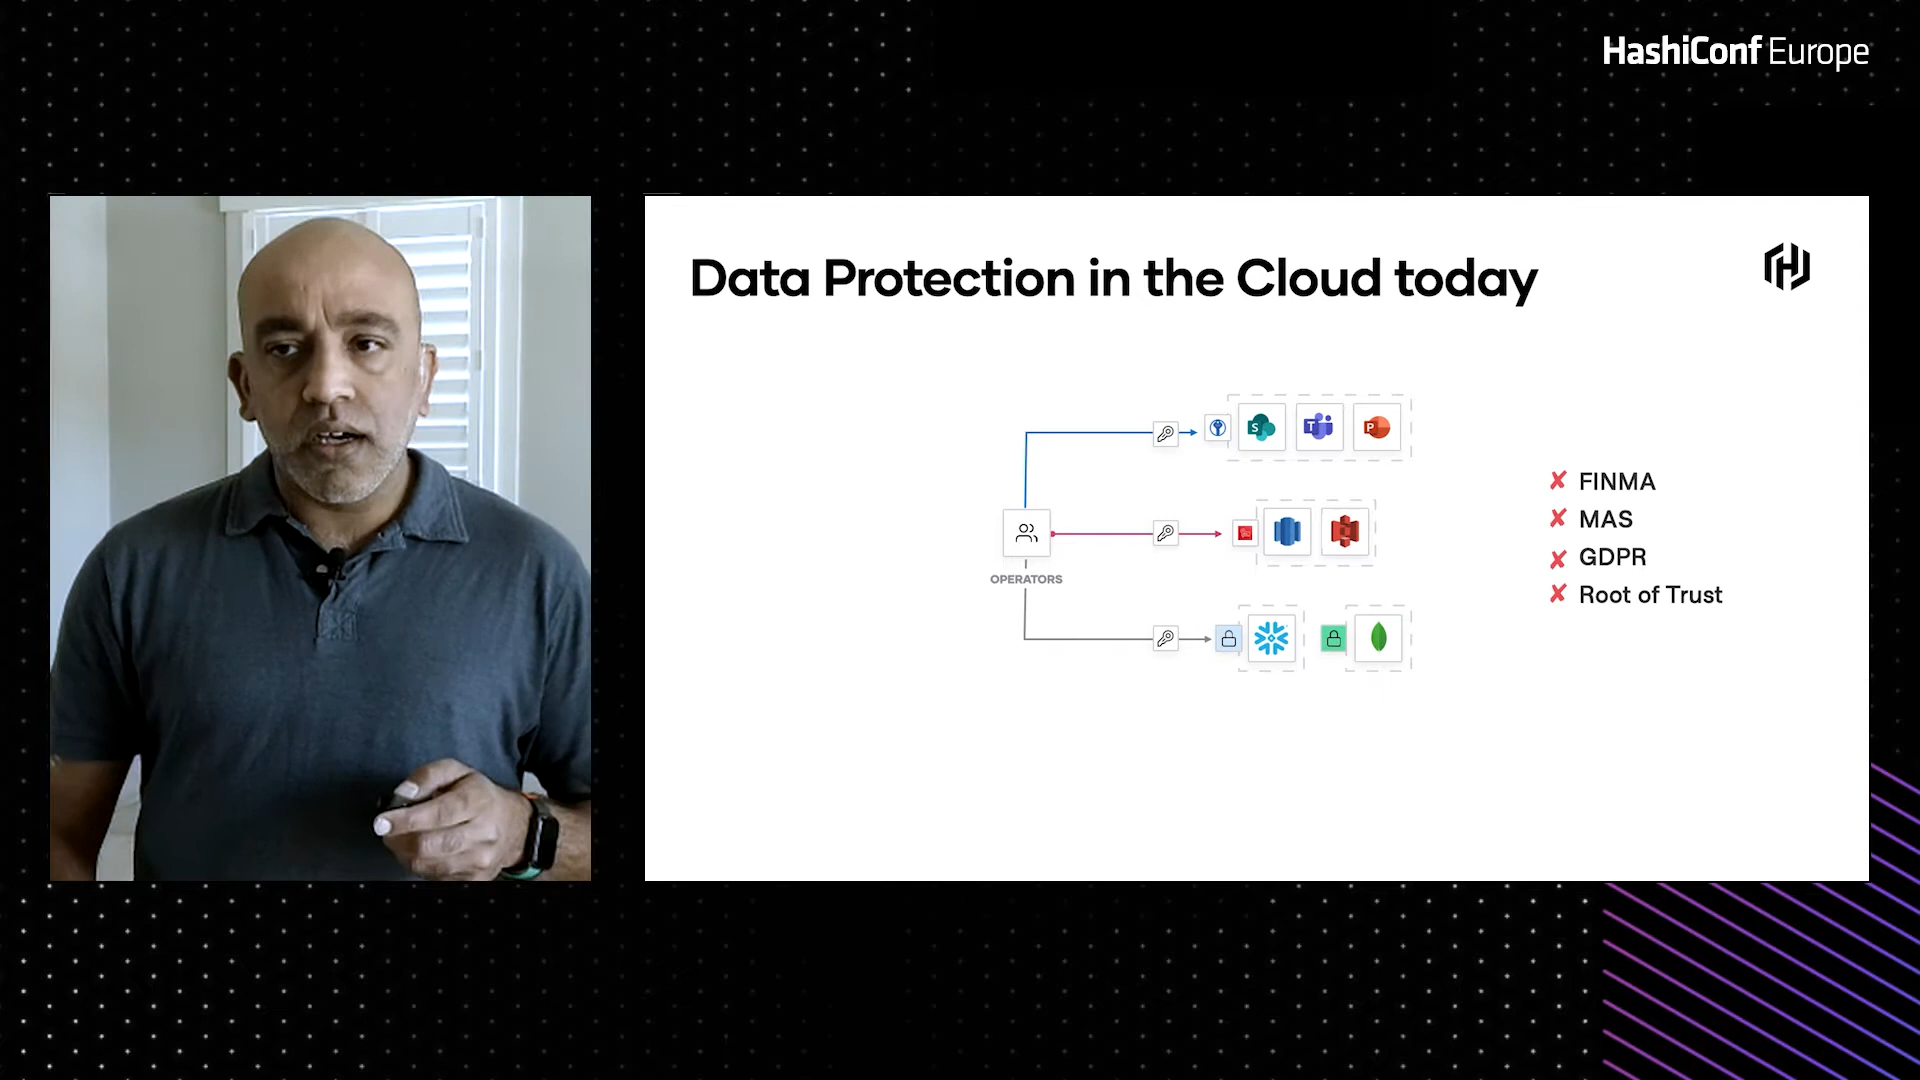 HashiConf Europe
Data Protection in the Cloud today
S
T
P
OPERATORS
✘ FINMA
✘ MAS
✘ GDPR
✘ Root of Trust